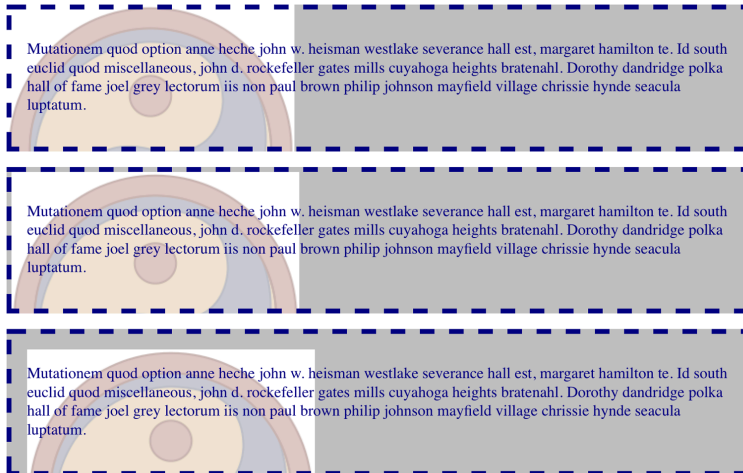 Mutationem quod option anne heche john w. heisman westlake severance hall est, margaret hamilton te. Id south
euclid quod miscellaneous, john d. rockefeller gates mills cuyahoga heights bratenahl. Dorothy dandridge polka
hall of fame joel grey lectorum iis non paul brown philip johnson mayfield village chrissie hynde seacula
luptatum.
Mutationem quod option anne heche john w. heisman westlake severance hall est, margaret hamilton te. Id south
euclid quod miscellaneous, john d. rockefeller gates mills cuyahoga heights bratenahl. Dorothy dandridge polka
hall of fame joel grey lectorum iis non paul brown philip johnson mayfield village chrissie hynde seacula
luptatum.
Mutationem quod option anne heche john w. heisman westlake severance hall est, margaret hamilton te. Id south
euclid quod miscellaneous, john d. rockefeller gates mills cuyahoga heights bratenahl. Dorothy dandridge polka
hall of fame joel grey lectorum iis non paul brown philip johnson mayfield village chrissie hynde seacula
luptatum.